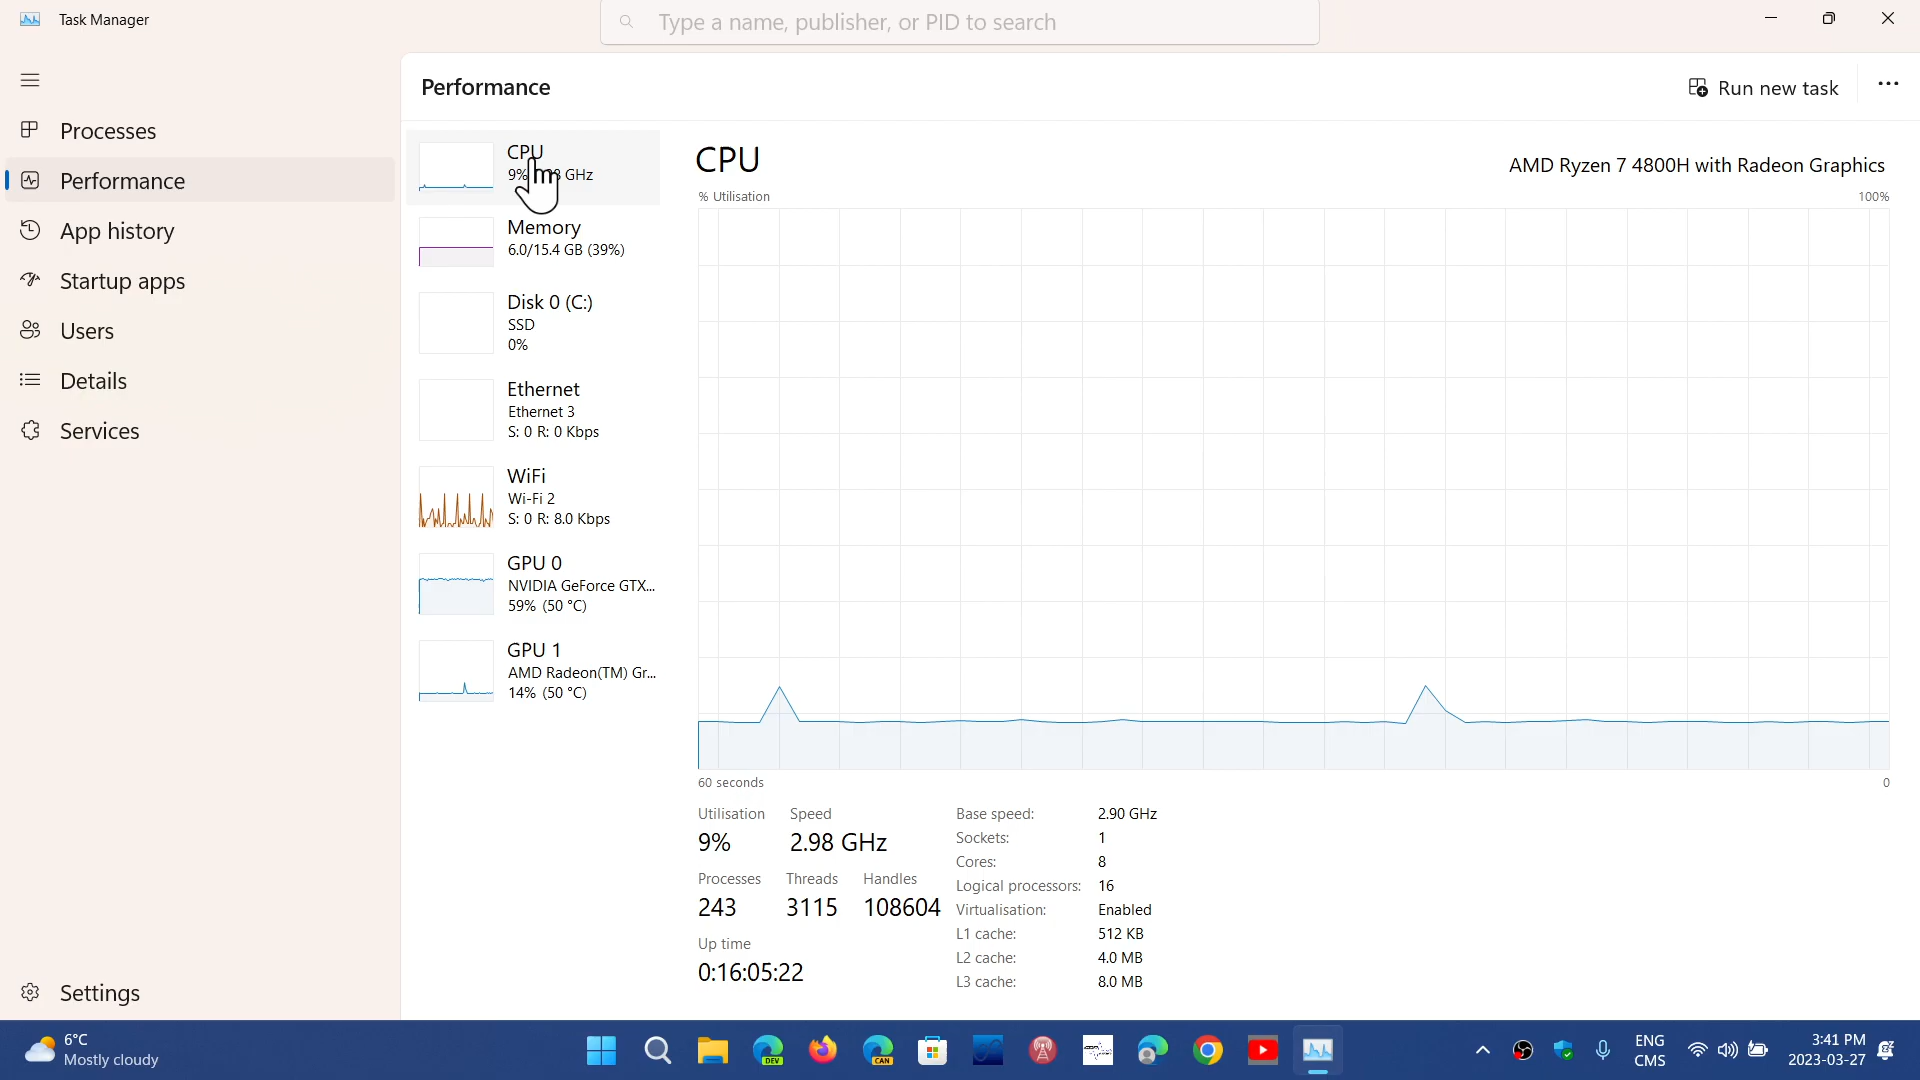 Task Manager
Type a name, publisher, or PID to search
Processes
Performance
App history
Startup apps
Users
Details
Services
Settings
Performance
Run new task
CPU
9% GHz
Memory
6.0/15.4 GB (39%)
Disk 0 (C:)
SSD
0%
Ethernet
Ethernet 3
S: 0 R: 0 Kbps
WiFi
Wi-Fi 2
S: 0 R: 8.0 Kbps
GPU 0
NVIDIA GeForce GTX...
59% (50 °C)
GPU 1
AMD Radeon(TM) Gr...
14% (50 °C)
CPU
AMD Ryzen 7 4800H with Radeon Graphics
% Utilisation
100%
60 seconds
0
Utilisation Speed
9% 2.98 GHz
Processes Threads Handles
243 3115 108604
Up time
0:16:05:22
Base speed: 2.90 GHz
Sockets: 1
Cores: 8
Logical processors: 16
Virtualisation: Enabled
L1 cache: 512 KB
L2 cache: 4.0 MB
L3 cache: 8.0 MB
6°C
Mostly cloudy
DEV
CAN
ENG
CMS
3:41 PM
2023-03-27